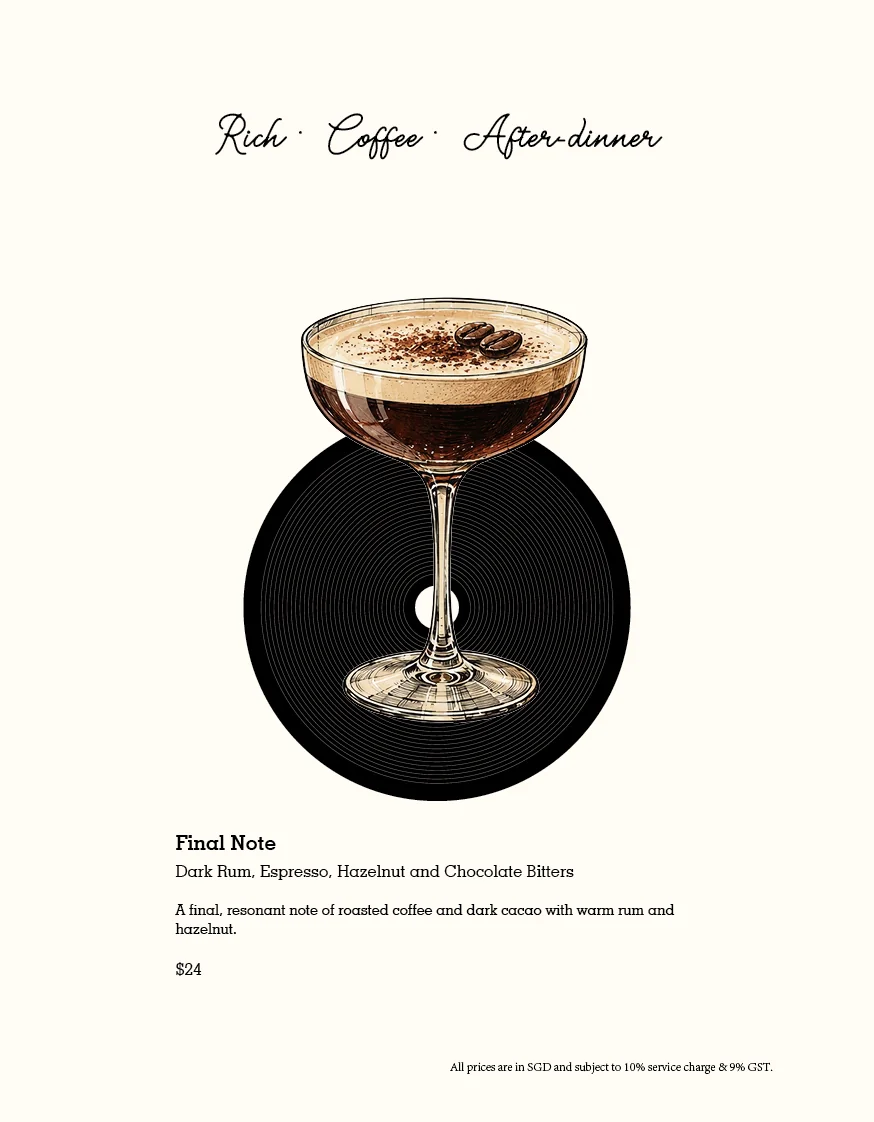 Rich · Coffee · After-dinner
Final Note
Dark Rum, Espresso, Hazelnut and Chocolate Bitters
A final, resonant note of roasted coffee and dark cacao with warm rum and
hazelnut.
$24
All prices are in SGD and subject to 10% service charge & 9% GST.